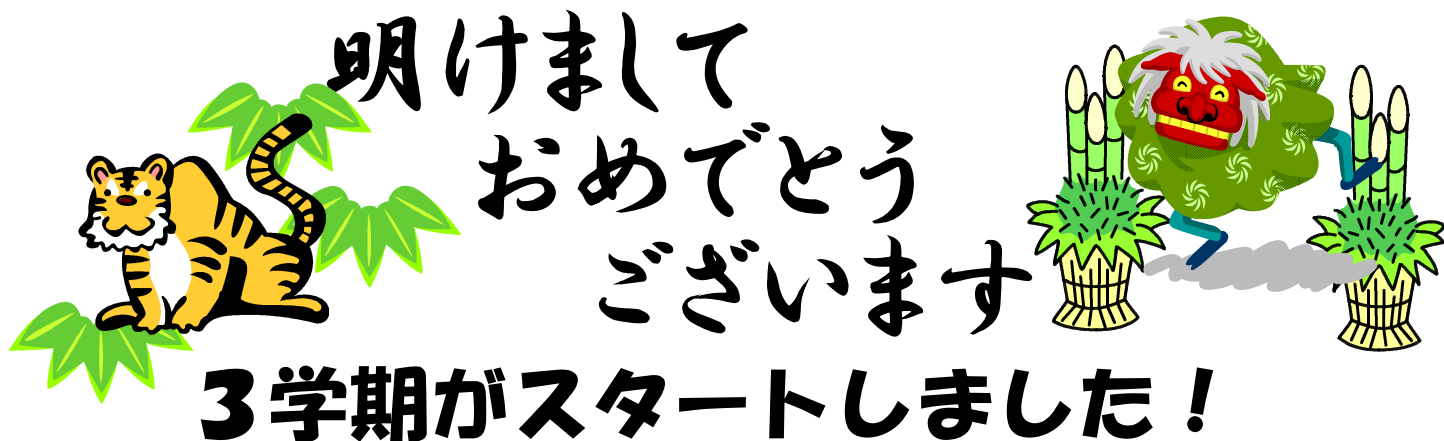 明けまして
おめでとう
ございます
３学期がスタートしました！